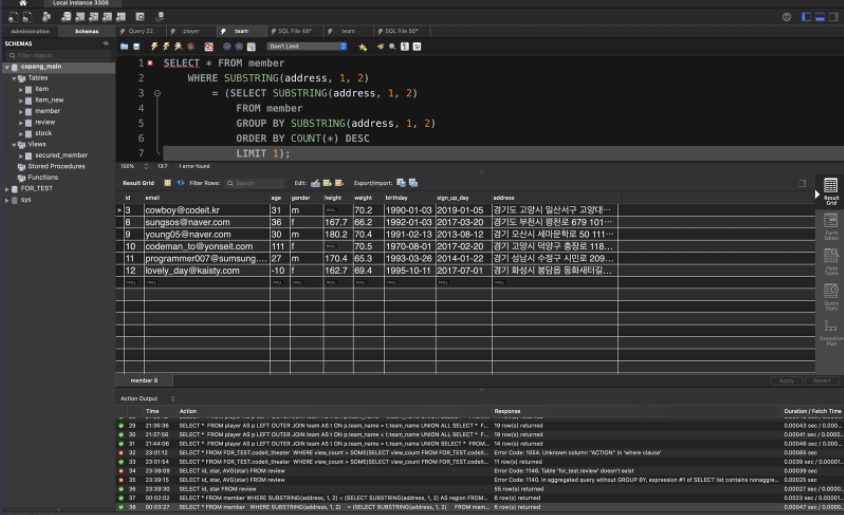 Local instance 3306
Administration
Schemas
Query 22
player
team
SQL File 49*
team
SQL File 50*
SCHEMAS
Filter objects
copang_main
Tables
item
item_new
member
review
stock
Views
secured_member
Stored Procedures
Functions
FOR_TEST
sys
Don't Limit
1 SELECT * FROM member
2 WHERE SUBSTRING(address, 1, 2)
3 = (SELECT SUBSTRING(address, 1, 2)
4 FROM member
5 GROUP BY SUBSTRING(address, 1, 2)
6 ORDER BY COUNT(*) DESC
7 LIMIT 1);
100% 13:7 1 error found
Result Grid Filter Rows: Search Edit: Export/Import:
id email age gender height weight birthday sign_up_day address
3 cowboy@codeit.kr 31 m NULL 70.2 1990-01-03 2019-01-05 경기도 고양시 일산서구 고양대...
8 sungsos@naver.com 36 f 167.7 66.2 1992-01-03 2017-03-20 경기도 부천시 평천로 679 101...
9 young05@naver.com 30 m 180.2 70.4 1991-02-13 2013-08-12 경기 오산시 세마문학로 50 111...
10 codeman_to@yonseit.com 111 f NULL 70.5 1970-08-01 2017-02-20 경기 고양시 덕양구 충장로 118...
11 programmer007@sumsung.... 27 m 170.4 65.3 1993-03-26 2014-01-22 경기 성남시 수정구 시민로 209...
12 lovely_day@kaisty.com -10 f 162.7 69.4 1995-10-11 2017-07-01 경기 화성시 봉담읍 동화새터길...
NULL NULL NULL NULL NULL NULL NULL NULL NULL
Result Grid
Form Editor
Field Types
Query Stats
Execution Plan
member 9
Apply
Revert
Action Output
Time Action Response Duration / Fetch Time
29 21:36:36 SELECT * FROM player AS p LEFT OUTER JOIN team AS t ON p.team_name = t.team_name UNION ALL SELECT * F... 19 row(s) returned 0.00043 sec / 0.000...
30 21:37:56 SELECT * FROM player AS p LEFT OUTER JOIN team AS t ON p.team_name = t.team_name UNION ALL SELECT * F... 19 row(s) returned 0.00041 sec / 0.0000...
31 21:44:06 SELECT * FROM player AS p LEFT OUTER JOIN team AS t ON p.team_name = t.team_name UNION SELECT * FROM... 14 row(s) returned 0.00044 sec / 0.000...
32 23:01:12 SELECT * FROM FOR_TEST.codeit_theater WHERE view_count > SOME(SELECT view_count FROM FOR_TEST.codeit... Error Code: 1054. Unknown column "ACTION" in 'where clause' 0.00085 sec
33 23:01:54 SELECT * FROM FOR_TEST.codeit_theater WHERE view_count > SOME(SELECT view_count FROM FOR_TEST.codeit... 11 row(s) returned 0.0039 sec / 0.00001...
34 23:39:09 SELECT id, star, AVG(star) FROM review Error Code: 1146. Table 'for_test.review' doesn't exist 0.00039 sec
35 23:39:15 SELECT id, star, AVG(star) FROM review Error Code: 1140. In aggregated query without GROUP BY, expression #1 of SELECT list contains nonaggre... 0.00025 sec
36 23:39:30 SELECT id, star FROM review 55 row(s) returned 0.00027 sec / 0.0000...
37 00:02:02 SELECT * FROM member WHERE SUBSTRING(address, 1, 2) = (SELECT SUBSTRING(address, 1, 2) AS region FROM... 6 row(s) returned 0.0023 sec / 0.00001...
38 00:03:27 SELECT * FROM member WHERE SUBSTRING(address, 1, 2) = (SELECT SUBSTRING(address, 1, 2) FROM mem... 6 row(s) returned 0.00047 sec / 0.0000...